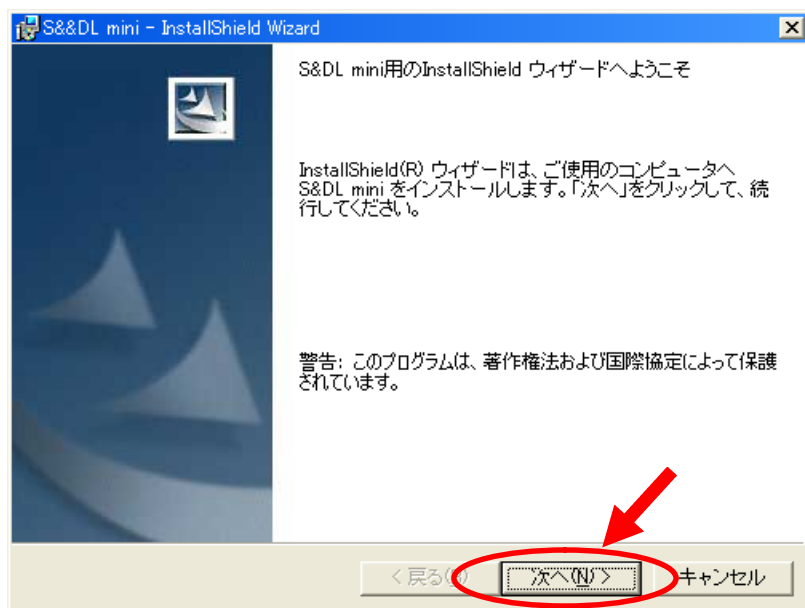 S&&DL mini - InstallShield Wizard
S&DL mini用のInstallShield ウィザードへようこそ
InstallShield(R) ウィザードは、ご使用のコンピュータへ
S&DL mini をインストールします。「次へ」をクリックして、続
行してください。
警告: このプログラムは、著作権法および国際協定によって保護
されています。
< 戻る(B) 次へ(N) > キャンセル